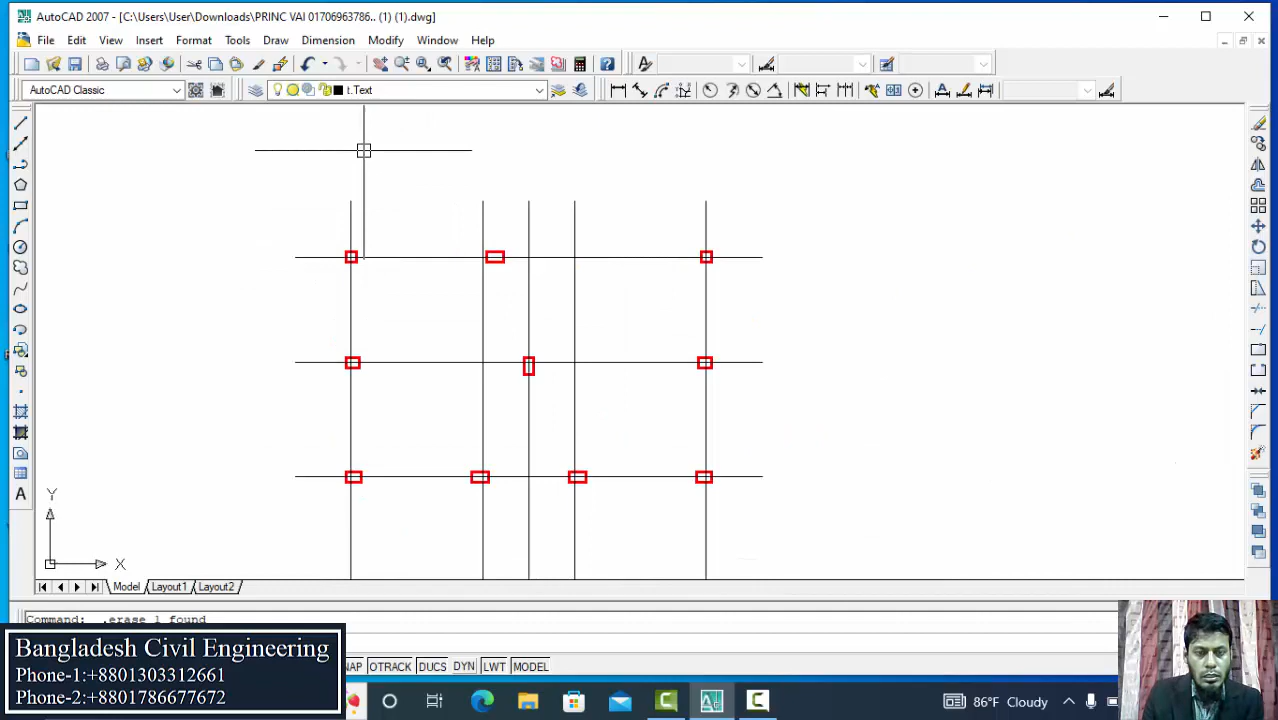 AutoCAD 2007 - [C:\Users\User\Downloads\PRINC VAI 01706963786.. (1) (1).dwg]
File Edit View Insert Format Tools Draw Dimension Modify Window Help
AutoCAD Classic t.Text
Y
X
A
Model Layout1 Layout2
Command: _.erase 1 found
NAP OTRACK DUCS DYN LWT MODEL
Bangladesh Civil Engineering
Phone-1:+8801303312661
Phone-2:+8801786677672
86°F Cloudy